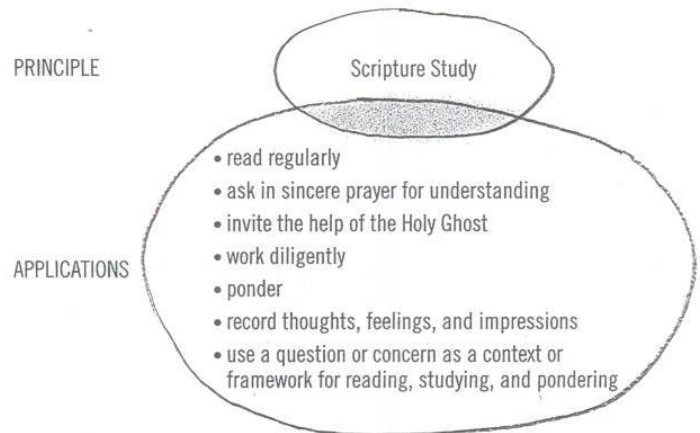 PRINCIPLE
Scripture Study
• read regularly
• ask in sincere prayer for understanding
• invite the help of the Holy Ghost
• work diligently
APPLICATIONS
• ponder
• record thoughts, feelings, and impressions
• use a question or concern as a context or
framework for reading, studying, and pondering